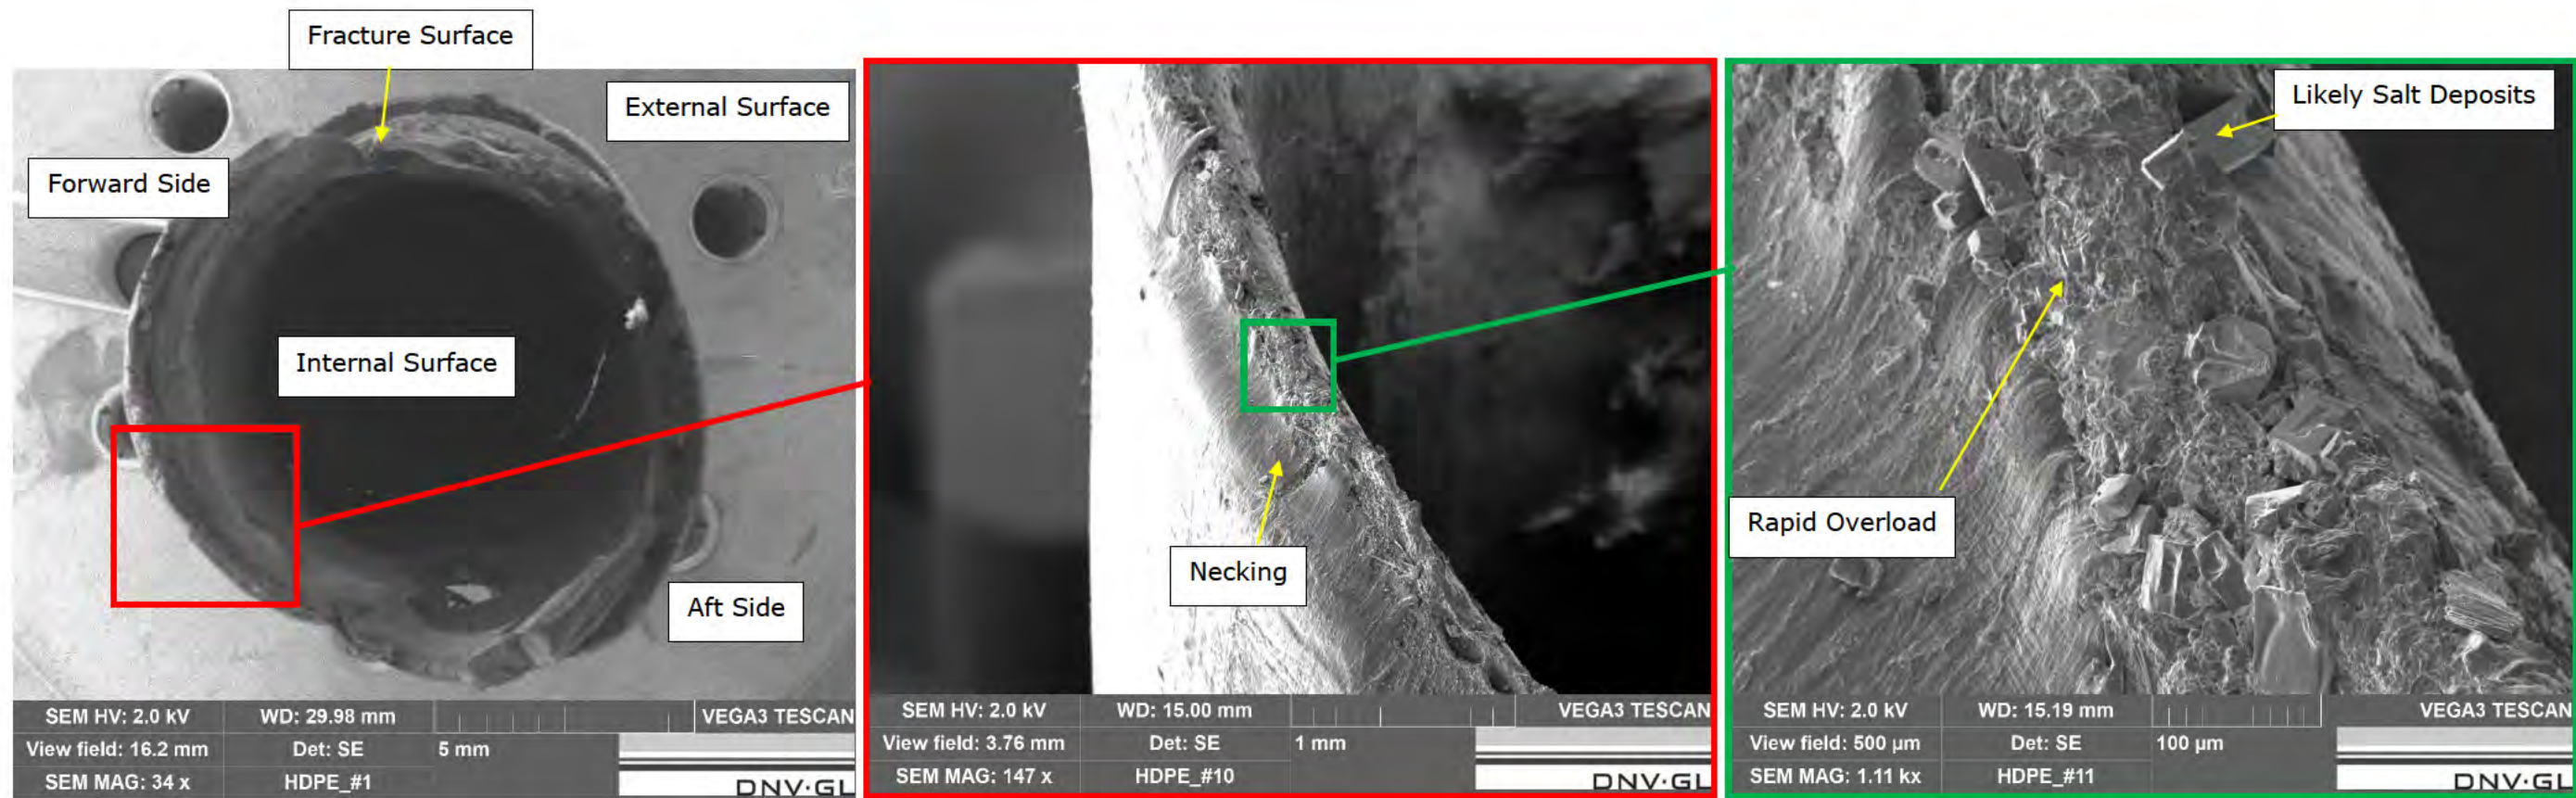 Fracture Surface
External Surface
Forward Side
Internal Surface
Aft Side
SEM HV: 2.0 kV WD: 29.98 mm VEGA3 TESCAN
View field: 16.2 mm Det: SE 5 mm
SEM MAG: 34 x HDPE_#1 DNV·GL
Necking
SEM HV: 2.0 kV WD: 15.00 mm VEGA3 TESCAN
View field: 3.76 mm Det: SE 1 mm
SEM MAG: 147 x HDPE_#10 DNV·GL
Likely Salt Deposits
Rapid Overload
SEM HV: 2.0 kV WD: 15.19 mm VEGA3 TESCAN
View field: 500 µm Det: SE 100 µm
SEM MAG: 1.11 kx HDPE_#11 DNV·GL